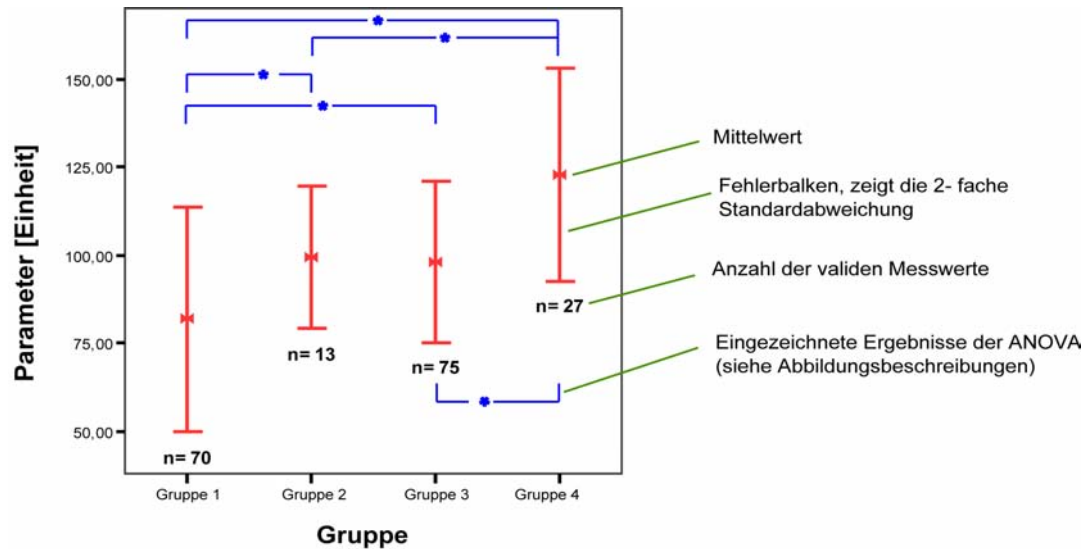 150,00
125,00
100,00
75,00
50,00
Parameter [Einheit]
n= 70
n= 13
n= 75
n= 27
Gruppe 1
Gruppe 2
Gruppe 3
Gruppe 4
Gruppe
Mittelwert
Fehlerbalken, zeigt die 2- fache
Standardabweichung
Anzahl der validen Messwerte
Eingezeichnete Ergebnisse der ANOVA
(siehe Abbildungsbeschreibungen)